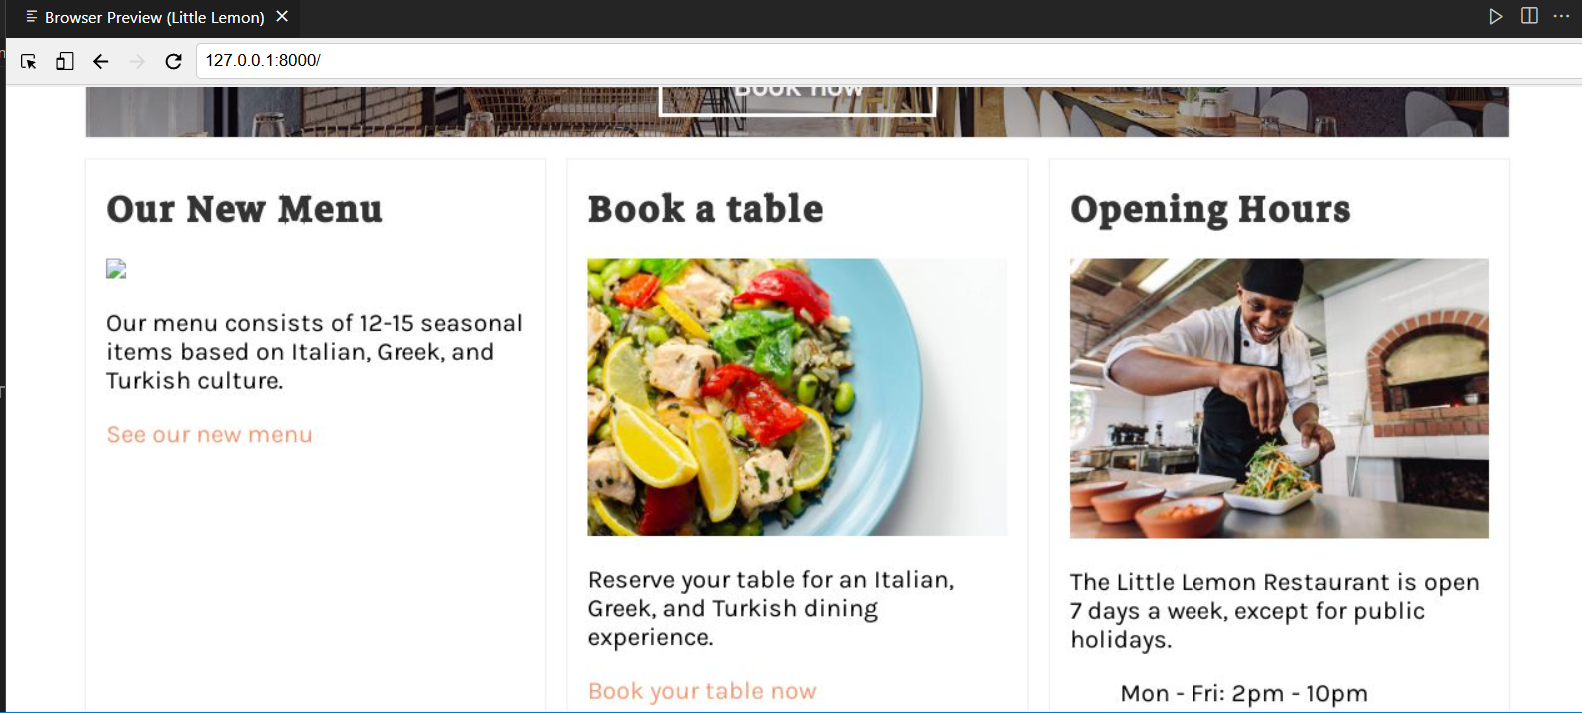 Browser Preview (Little Lemon)
127.0.0.1:8000/
Book now
Our New Menu
Our menu consists of 12-15 seasonal
items based on Italian, Greek, and
Turkish culture.
See our new menu
Book a table
Reserve your table for an Italian,
Greek, and Turkish dining
experience.
Book your table now
Opening Hours
The Little Lemon Restaurant is open
7 days a week, except for public
holidays.
Mon - Fri: 2pm - 10pm